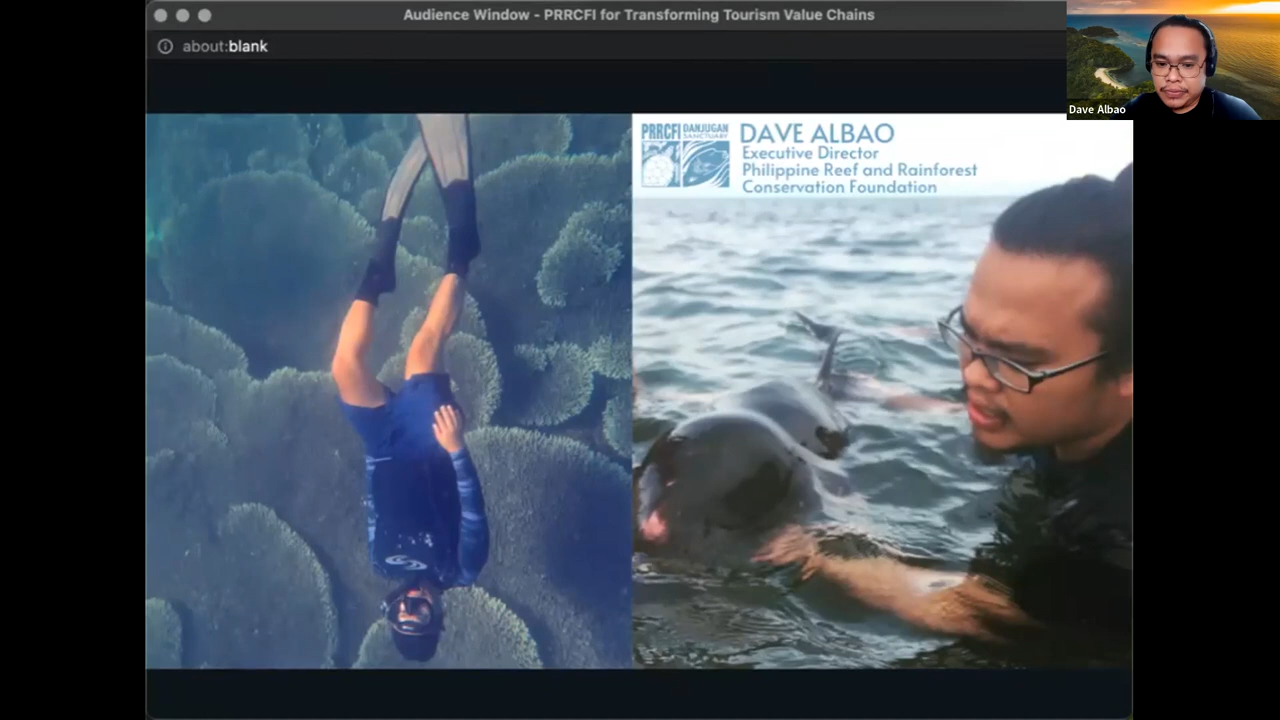 Audience Window - PRRCFI for Transforming Tourism Value Chains
about:blank
Dave Albao
PRRCFI DANJUGAN
SANCTUARY
DAVE ALBAO
Executive Director
Philippine Reef and Rainforest
Conservation Foundation